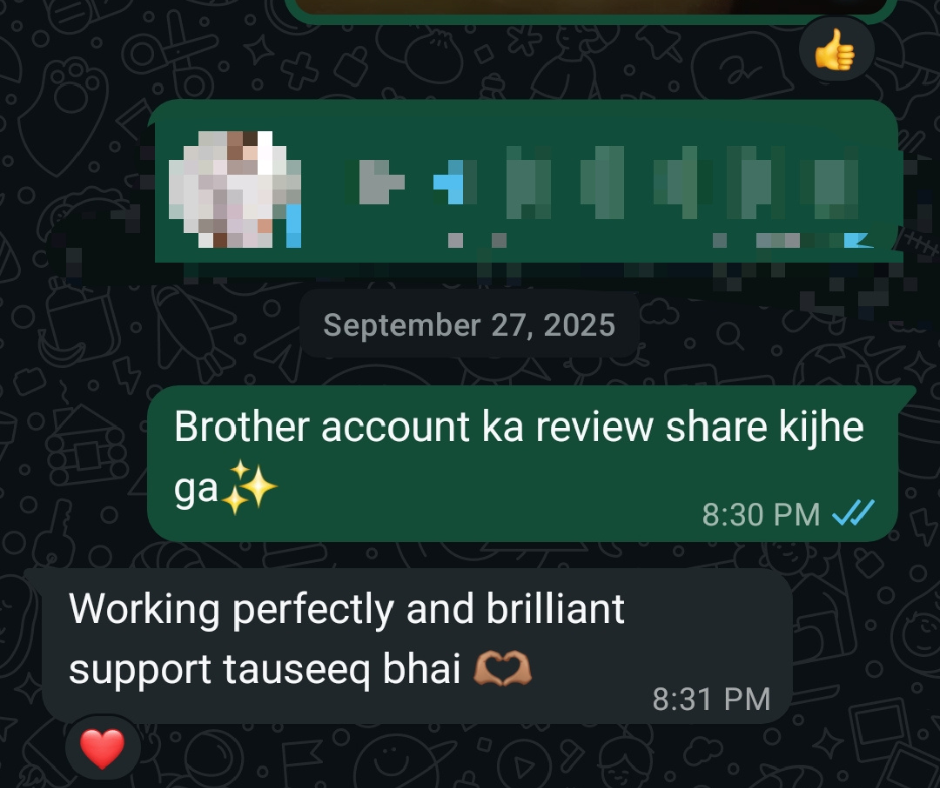 September 27, 2025
Brother account ka review share kijhe
ga✨
8:30 PM
Working perfectly and brilliant
support tauseeq bhai 🫶🏽
8:31 PM